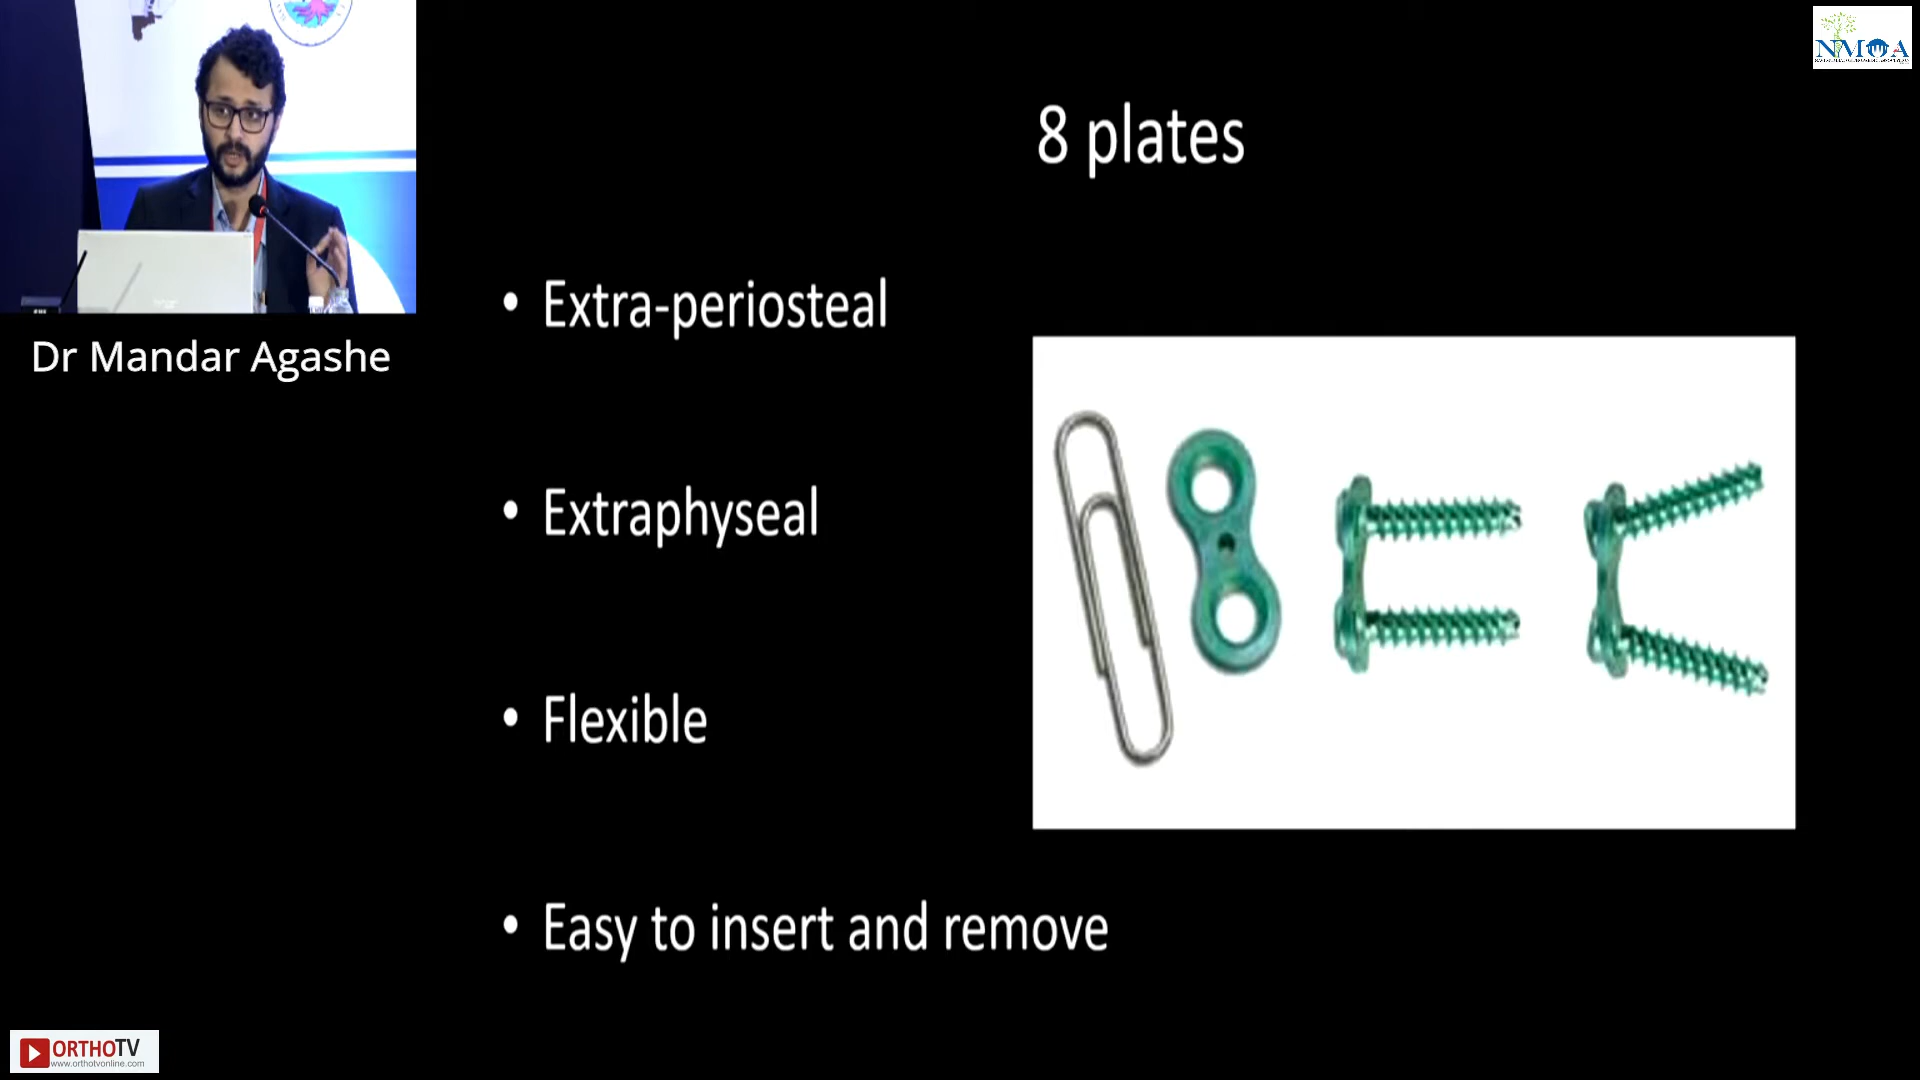 NMOA
8 plates
• Extra-periosteal
Dr Mandar Agashe
• Extraphyseal
• Flexible
• Easy to insert and remove
ORTHOTV
www.orthotvonline.com